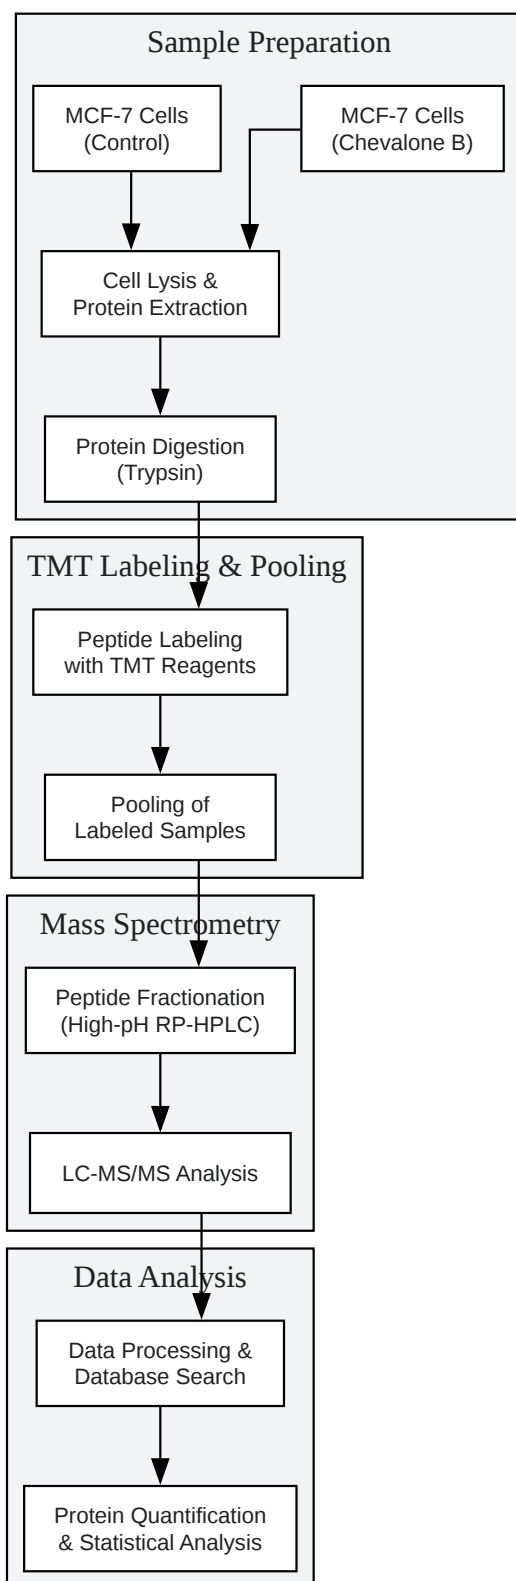 Sample Preparation
MCF-7 Cells
(Control)
MCF-7 Cells
(Chevalone B)
Cell Lysis &
Protein Extraction
Protein Digestion
(Trypsin)
TMT Labeling & Pooling
Peptide Labeling
with TMT Reagents
Pooling of
Labeled Samples
Mass Spectrometry
Peptide Fractionation
(High-pH RP-HPLC)
LC-MS/MS Analysis
Data Analysis
Data Processing &
Database Search
Protein Quantification
& Statistical Analysis